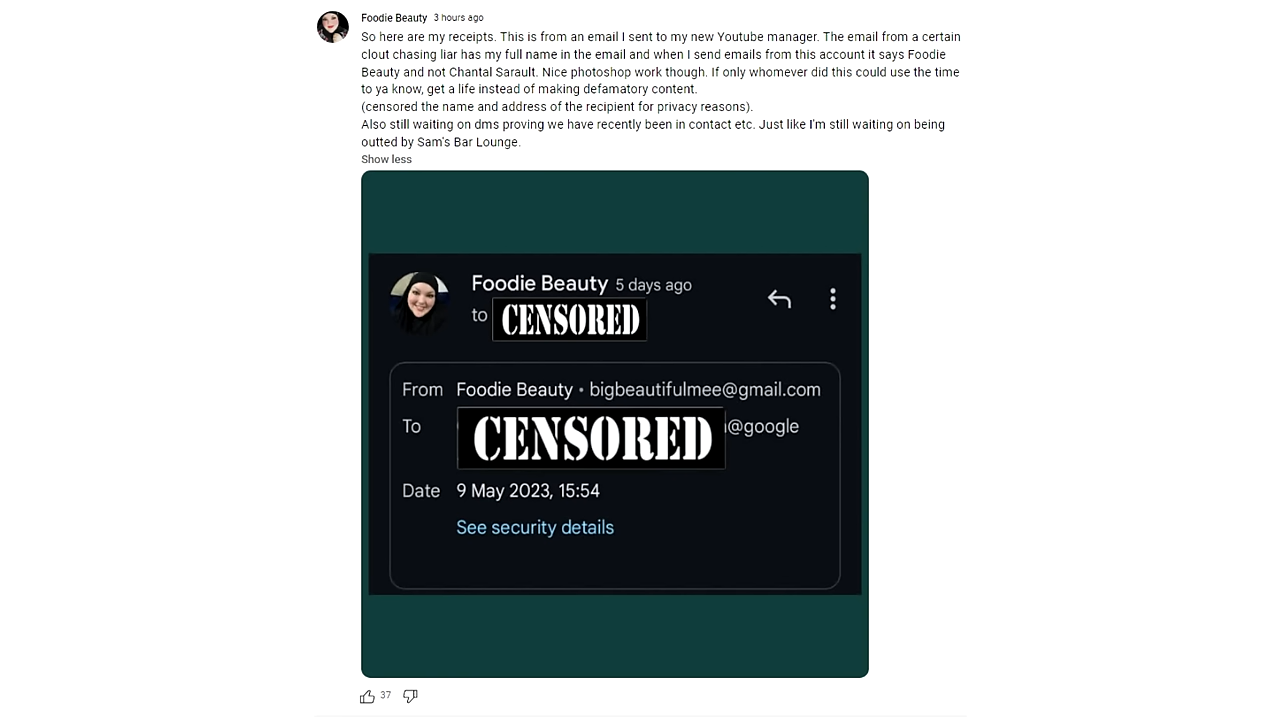 Foodie Beauty 3 hours ago
So here are my receipts. This is from an email I sent to my new Youtube manager. The email from a certain
clout chasing liar has my full name in the email and when I send emails from this account it says Foodie
Beauty and not Chantal Sarault. Nice photoshop work though. If only whomever did this could use the time
to ya know, get a life instead of making defamatory content.
(censored the name and address of the recipient for privacy reasons).
Also still waiting on dms proving we have recently been in contact etc. Just like I'm still waiting on being
outted by Sam's Bar Lounge.
Show less
Foodie Beauty 5 days ago
to CENSORED
From Foodie Beauty • bigbeautifulmee@gmail.com
To CENSORED @google
Date 9 May 2023, 15:54
See security details
37